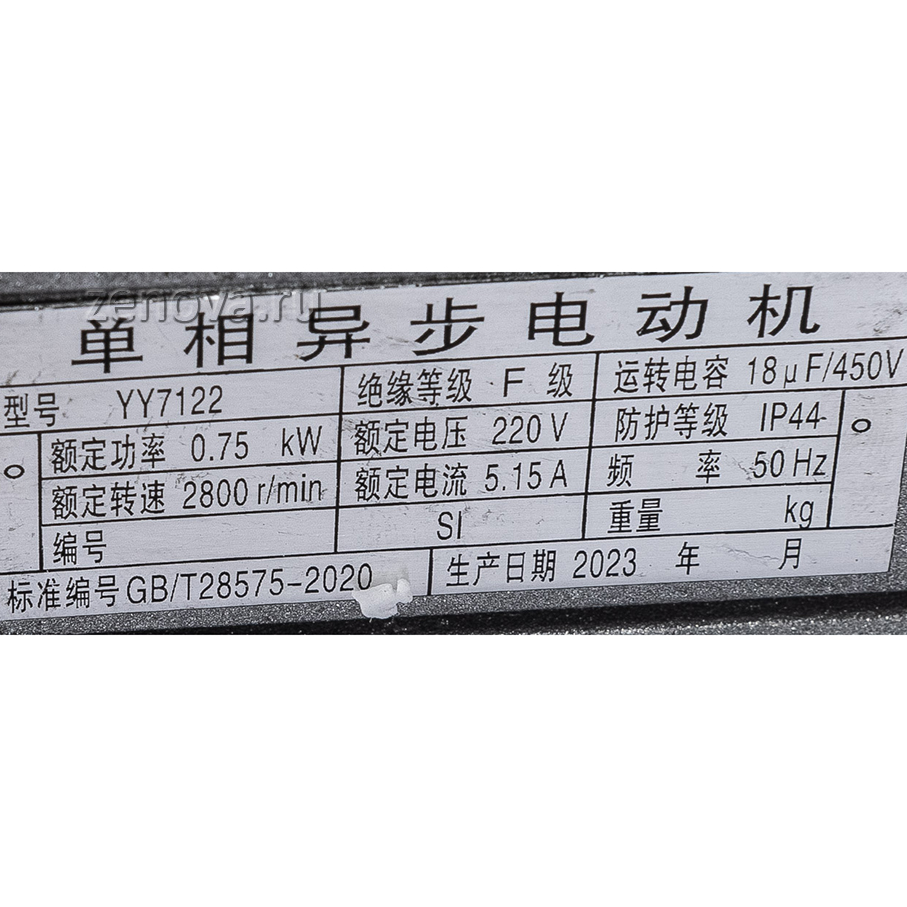 zenova.ru
单相异步电动机
型号 YY7122 绝缘等级 F 级 运转电容 18μF/450V
额定功率 0.75 kW 额定电压 220V 防护等级 IP44
额定转速 2800 r/min 额定电流 5.15A 频 率 50Hz
编号 SI 重量 kg
标准编号GB/T28575-2020 生产日期 2023 年 月